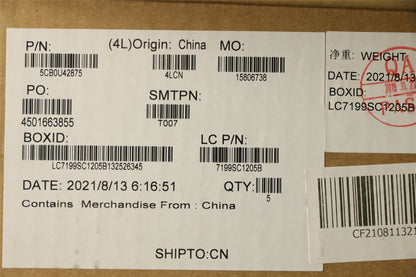 P/N:
(4L)Origin: China
MO:
5CB0U42875
4LCN
15806738
PO:
SMTPN:
4501663855
T007
BOXID:
LC P/N:
LC7199SC1205B132526345
7199SC1205B
DATE: 2021/8/13 6:16:51
QTY:
5
Contains Merchandise From : China
SHIPTO:CN
净重: WEIGHT
DATE: 2021/8/13
BOXID:
LC7199SC1205B
QA
CF210811321